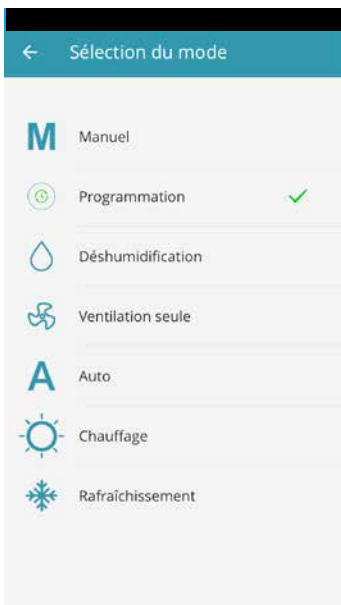 Sélection du mode
M Manuel
Programmation
Déshumidification
Ventilation seule
A Auto
Chauffage
Rafraîchissement